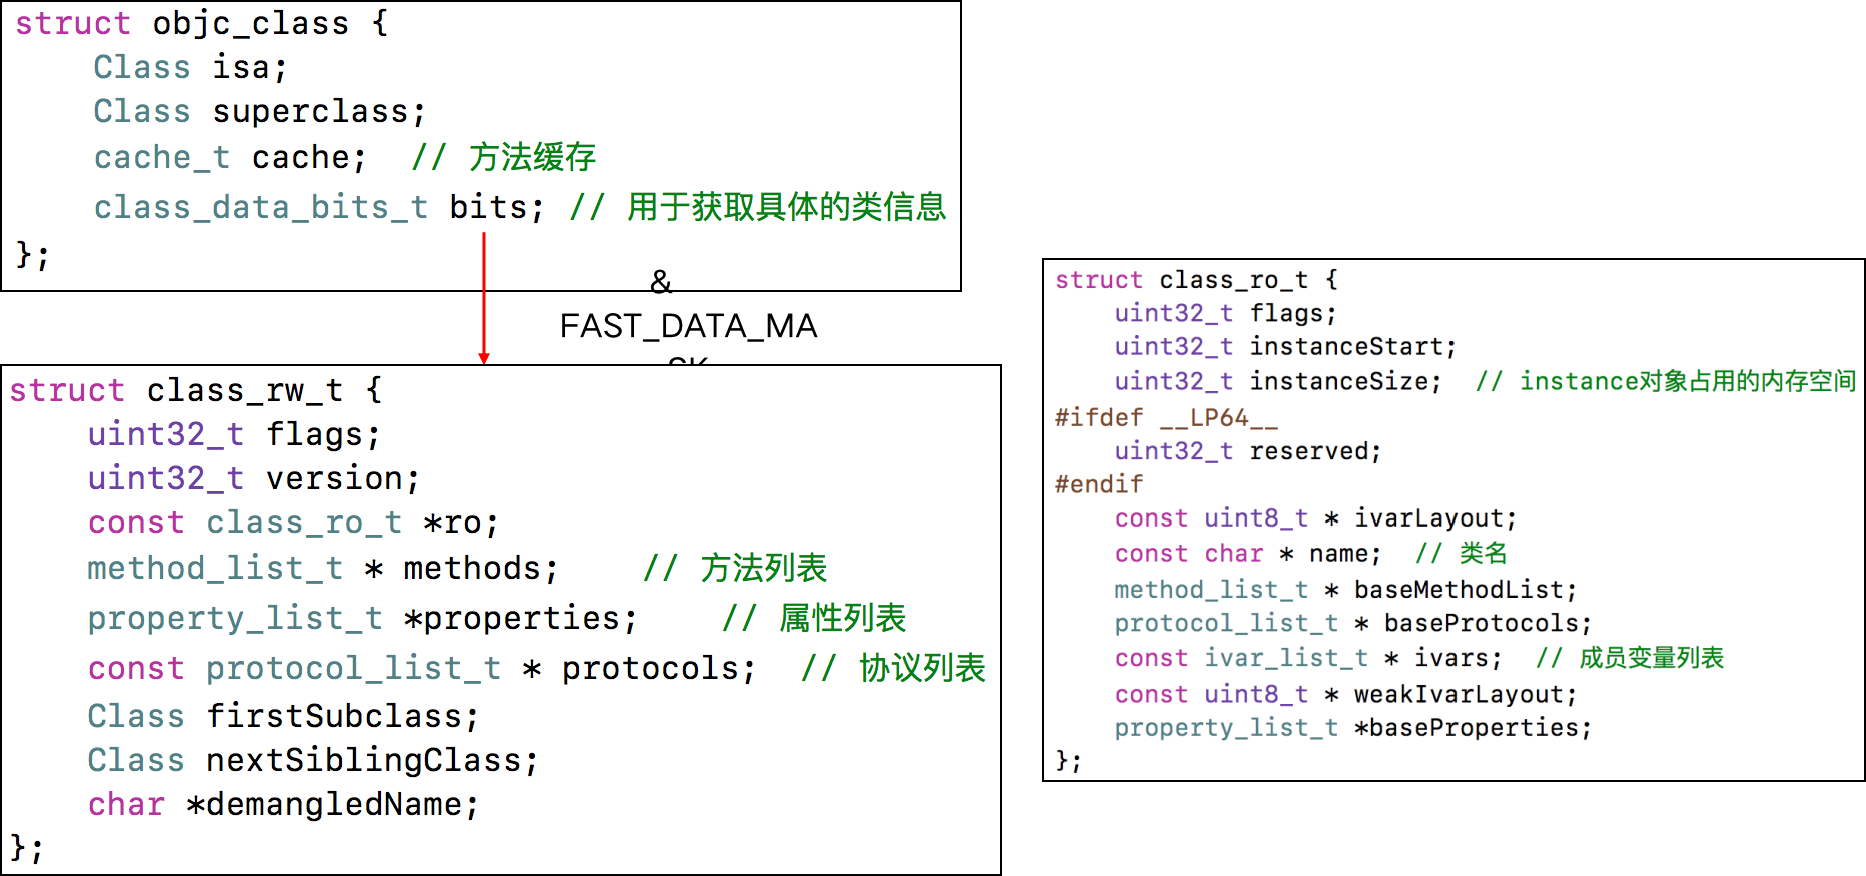 struct objc_class {
    Class isa;
    Class superclass;
    cache_t cache;  // 方法缓存
    class_data_bits_t bits; // 用于获取具体的类信息
};
&
FAST_DATA_MA
SK
struct class_rw_t {
    uint32_t flags;
    uint32_t version;
    const class_ro_t *ro;
    method_list_t * methods;    // 方法列表
    property_list_t *properties;    // 属性列表
    const protocol_list_t * protocols;  // 协议列表
    Class firstSubclass;
    Class nextSiblingClass;
    char *demangledName;
};
struct class_ro_t {
    uint32_t flags;
    uint32_t instanceStart;
    uint32_t instanceSize;  // instance对象占用的内存空间
#ifdef __LP64__
    uint32_t reserved;
#endif
    const uint8_t * ivarLayout;
    const char * name;  // 类名
    method_list_t * baseMethodList;
    protocol_list_t * baseProtocols;
    const ivar_list_t * ivars;  // 成员变量列表
    const uint8_t * weakIvarLayout;
    property_list_t *baseProperties;
};